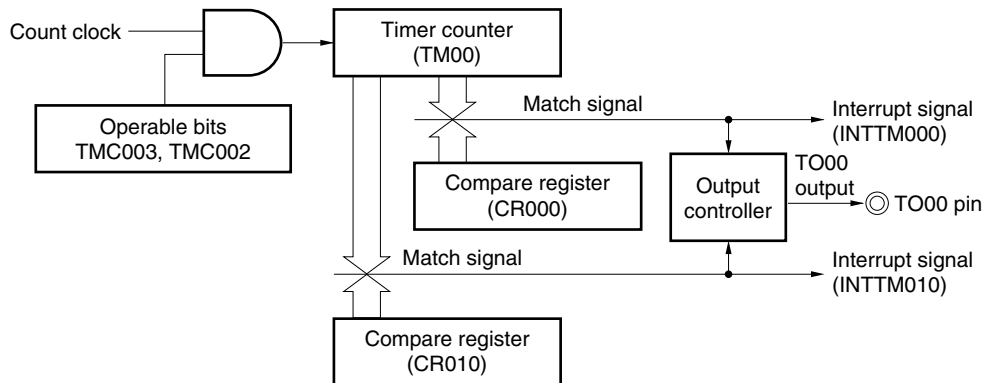 Count clock
Timer counter
(TM00)
Operable bits
TMC003, TMC002
Match signal
Interrupt signal
(INTTM000)
Compare register
(CR000)
Output
controller
TO00
output
TO00 pin
Match signal
Interrupt signal
(INTTM010)
Compare register
(CR010)